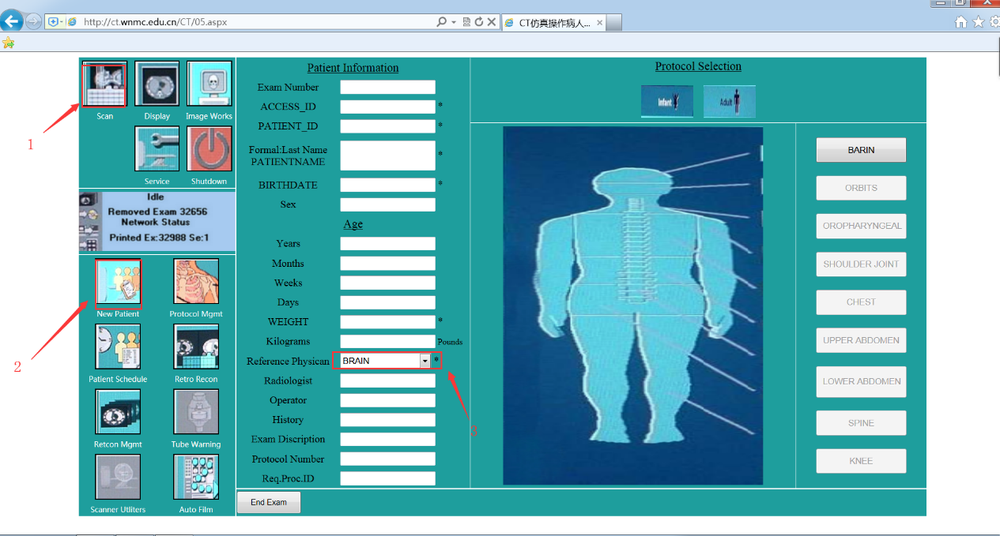 http://ct.wnmc.edu.cn/CT/05.aspx
CT仿真操作病人...
Scan
Display
Image Works
Service
Shutdown
Idle
Removed Exam 32656
Network Status
Printed Ex:32988 Se:1
New Patient
Protocol Mgmt
Patient Schedule
Retro Recon
Retcon Mgmt
Tube Warning
Scanner Utliters
Auto Film
1
2
Patient Information
Exam Number
ACCESS_ID *
PATIENT_ID *
Formal:Last Name
PATIENTNAME *
BIRTHDATE *
Sex
Age
Years
Months
Weeks
Days
WEIGHT *
Kilograms Pounds
Reference Physican BRAIN *
Radiologist
Operator
3
History
Exam Discription
Protocol Number
Req.Proc.ID
End Exam
Protocol Selection
Infant
Adult
BARIN
ORBITS
OROPHARYNGEAL
SHOULDER JOINT
CHEST
UPPER ABDOMEN
LOWER ABDOMEN
SPINE
KNEE